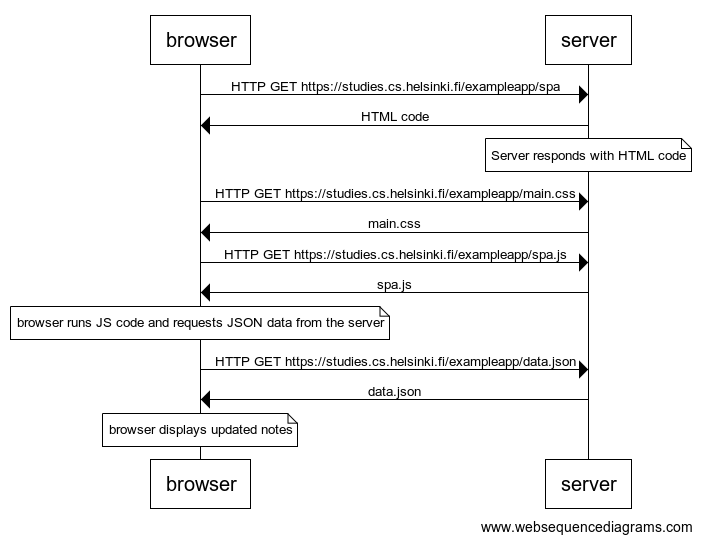 browser
server
HTTP GET https://studies.cs.helsinki.fi/exampleapp/spa
HTML code
Server responds with HTML code
HTTP GET https://studies.cs.helsinki.fi/exampleapp/main.css
main.css
HTTP GET https://studies.cs.helsinki.fi/exampleapp/spa.js
spa.js
browser runs JS code and requests JSON data from the server
HTTP GET https://studies.cs.helsinki.fi/exampleapp/data.json
data.json
browser displays updated notes
browser
server
www.websequencediagrams.com